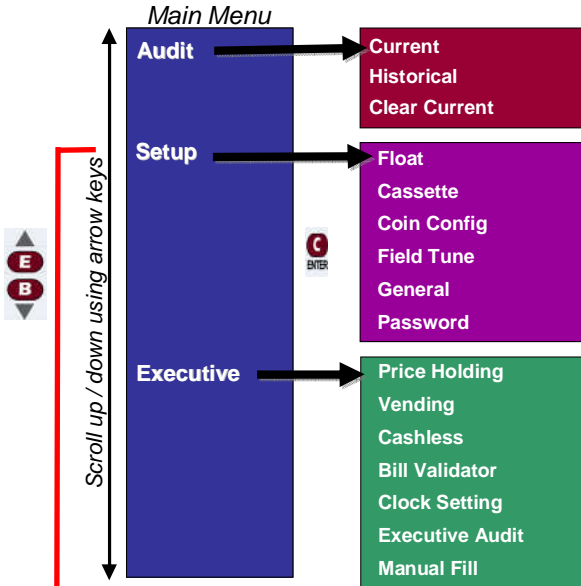 Main Menu
Audit
Current
Historical
Clear Current
Setup
Float
Cassette
Coin Config
Field Tune
General
Password
Executive
Price Holding
Vending
Cashless
Bill Validator
Clock Setting
Executive Audit
Manual Fill
Scroll up / down using arrow keys
E
B
C
ENTER